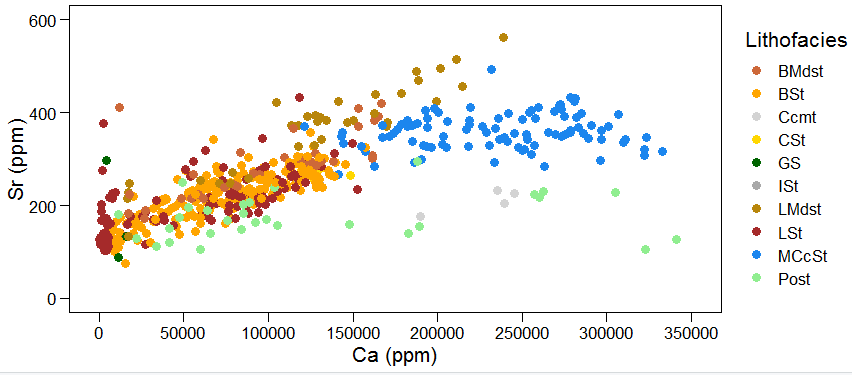 600
400
200
0
Sr (ppm)
0 50000 100000 150000 200000 250000 300000 350000
Ca (ppm)
Lithofacies
BMdst
BSt
Ccmt
CSt
GS
ISt
LMdst
LSt
MCcSt
Post